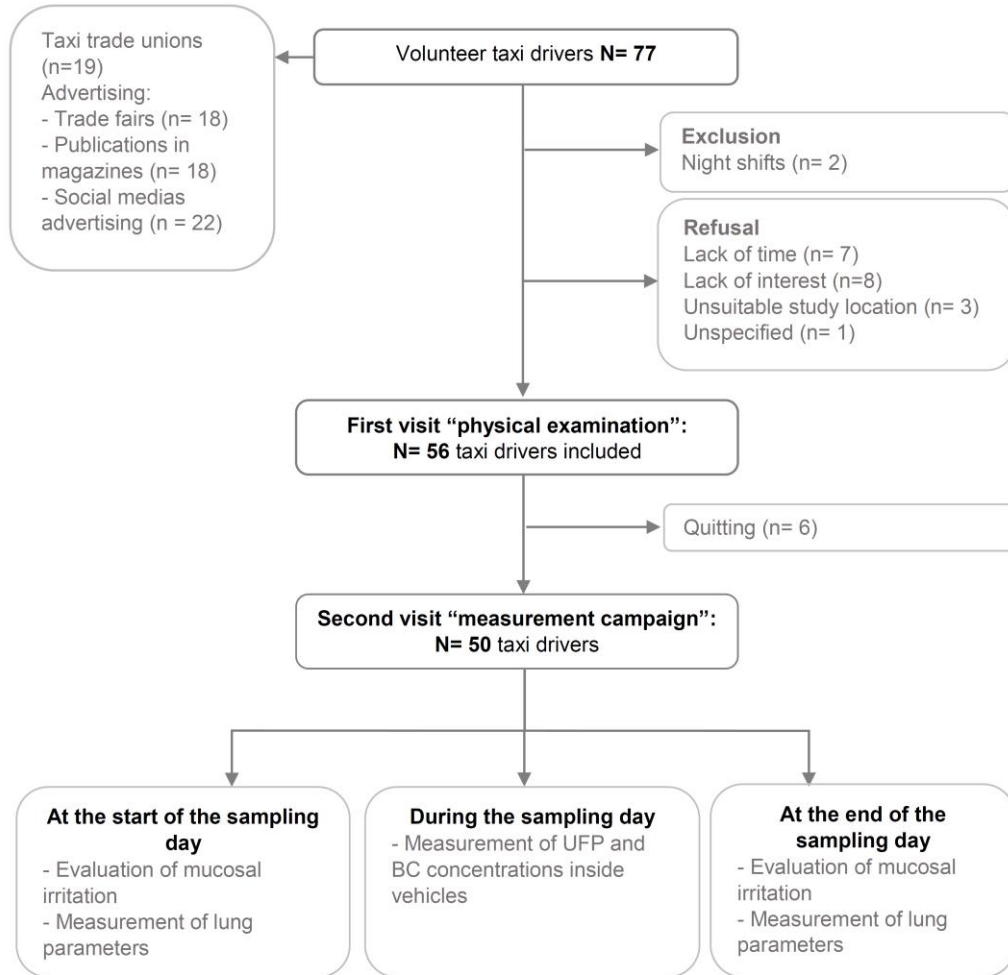 Taxi trade unions
(n=19)
Advertising:
- Trade fairs (n= 18)
- Publications in
magazines (n= 18)
- Social medias
advertising (n = 22)
Volunteer taxi drivers N= 77
Exclusion
Night shifts (n= 2)
Refusal
Lack of time (n= 7)
Lack of interest (n=8)
Unsuitable study location (n= 3)
Unspecified (n= 1)
First visit “physical examination”:
N= 56 taxi drivers included
Quitting (n= 6)
Second visit “measurement campaign”:
N= 50 taxi drivers
At the start of the sampling
day
- Evaluation of mucosal
irritation
- Measurement of lung
parameters
During the sampling day
- Measurement of UFP and
BC concentrations inside
vehicles
At the end of the
sampling day
- Evaluation of mucosal
irritation
- Measurement of lung
parameters